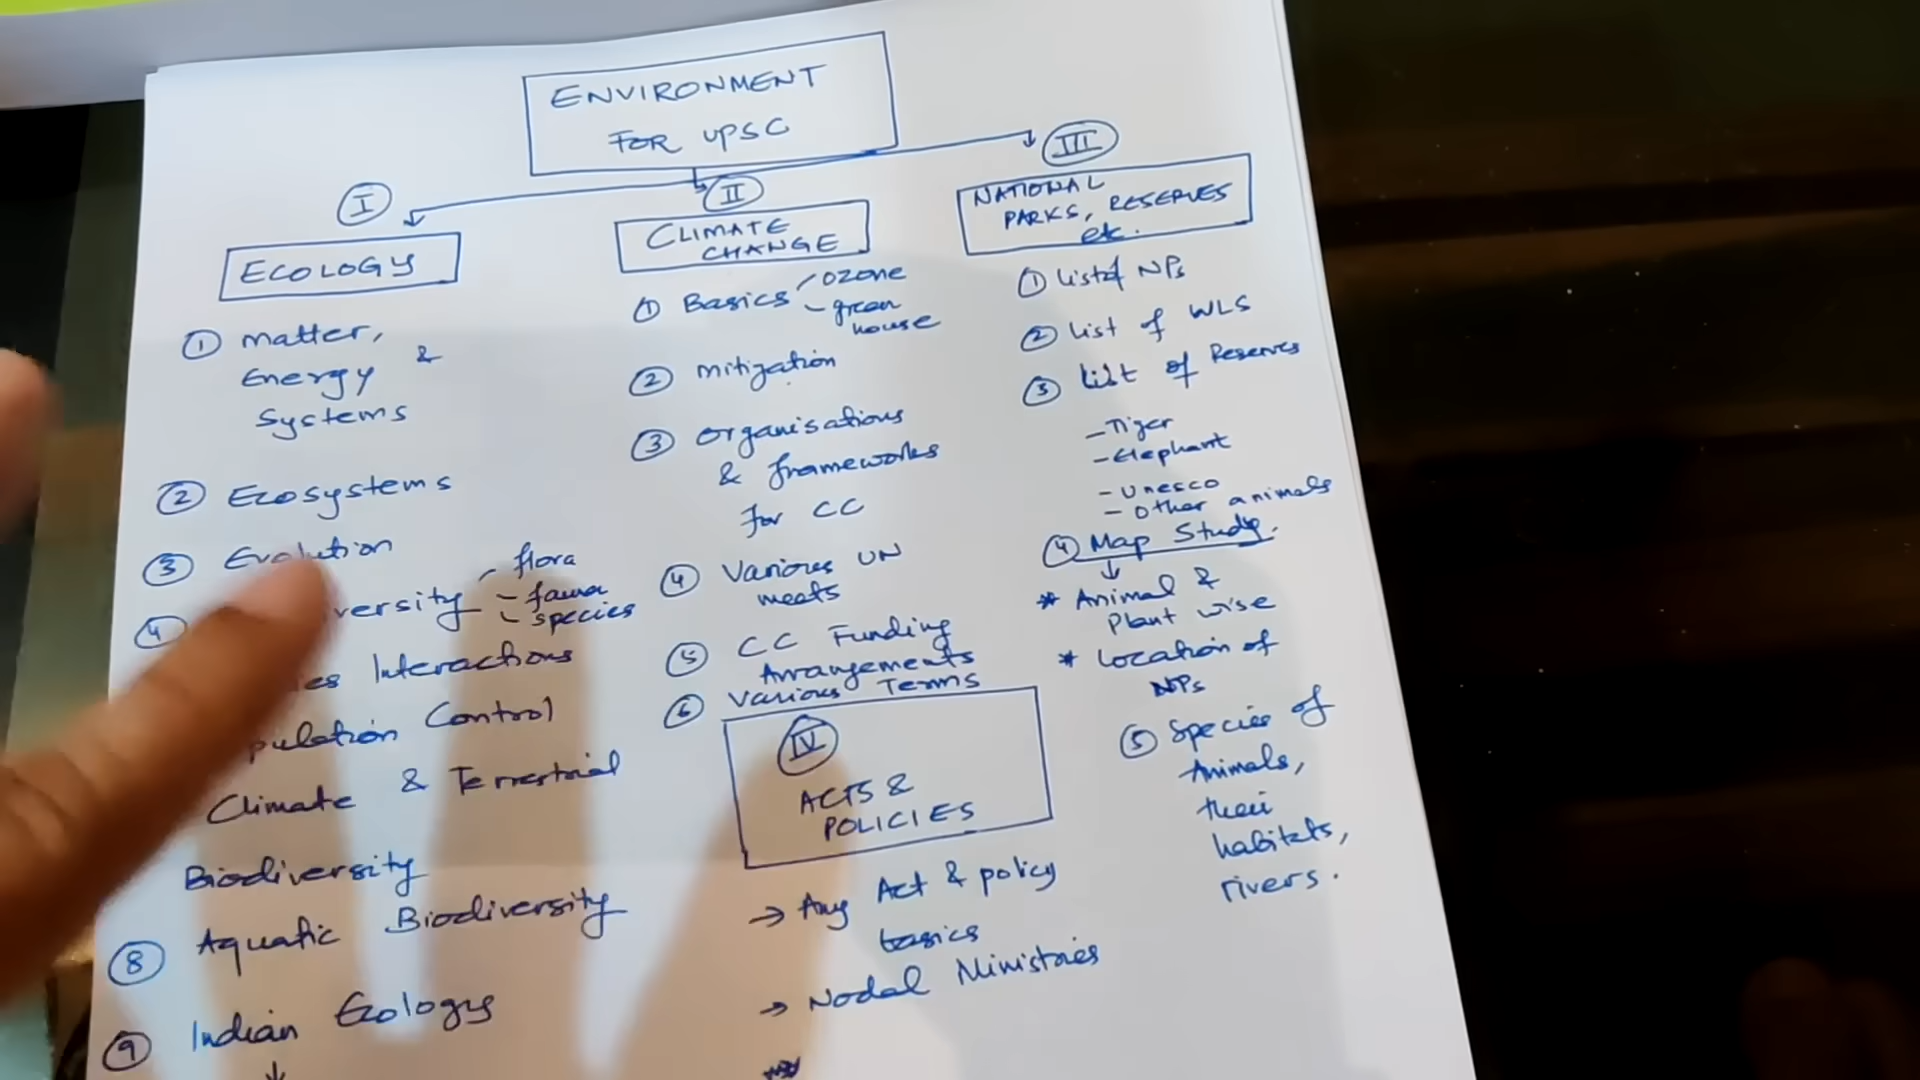 ENVIRONMENT
FOR UPSC
I
ECOLOGY
① matter,
Energy &
Systems
② Ecosystems
③ Evolution
④ versity - flora
- fauna
- species
es Interactions
pulation Control
Climate & Terrestrial
Biodiversity
⑧ Aquatic Biodiversity
⑨ Indian Ecology
↓
II
CLIMATE
CHANGE
① Basics - ozone
- green
house
② mitigation
③ organisations
& frameworks
for CC
④ Various UN
meets
⑤ CC Funding
Arrangements
⑥ Various Terms
III
NATIONAL
PARKS, RESERVES
etc.
① list of NPs
② list of WLS
③ list of Reserves
- Tiger
- Elephant
- Unesco
- Other animals
④ Map Study.
↓
* Animal &
Plant wise
* Location of
NPs
⑤ Species of
Animals,
their
habitats,
rivers.
IV
ACTS &
POLICIES
→ Any Act & policy
basics
→ Nodal Ministries